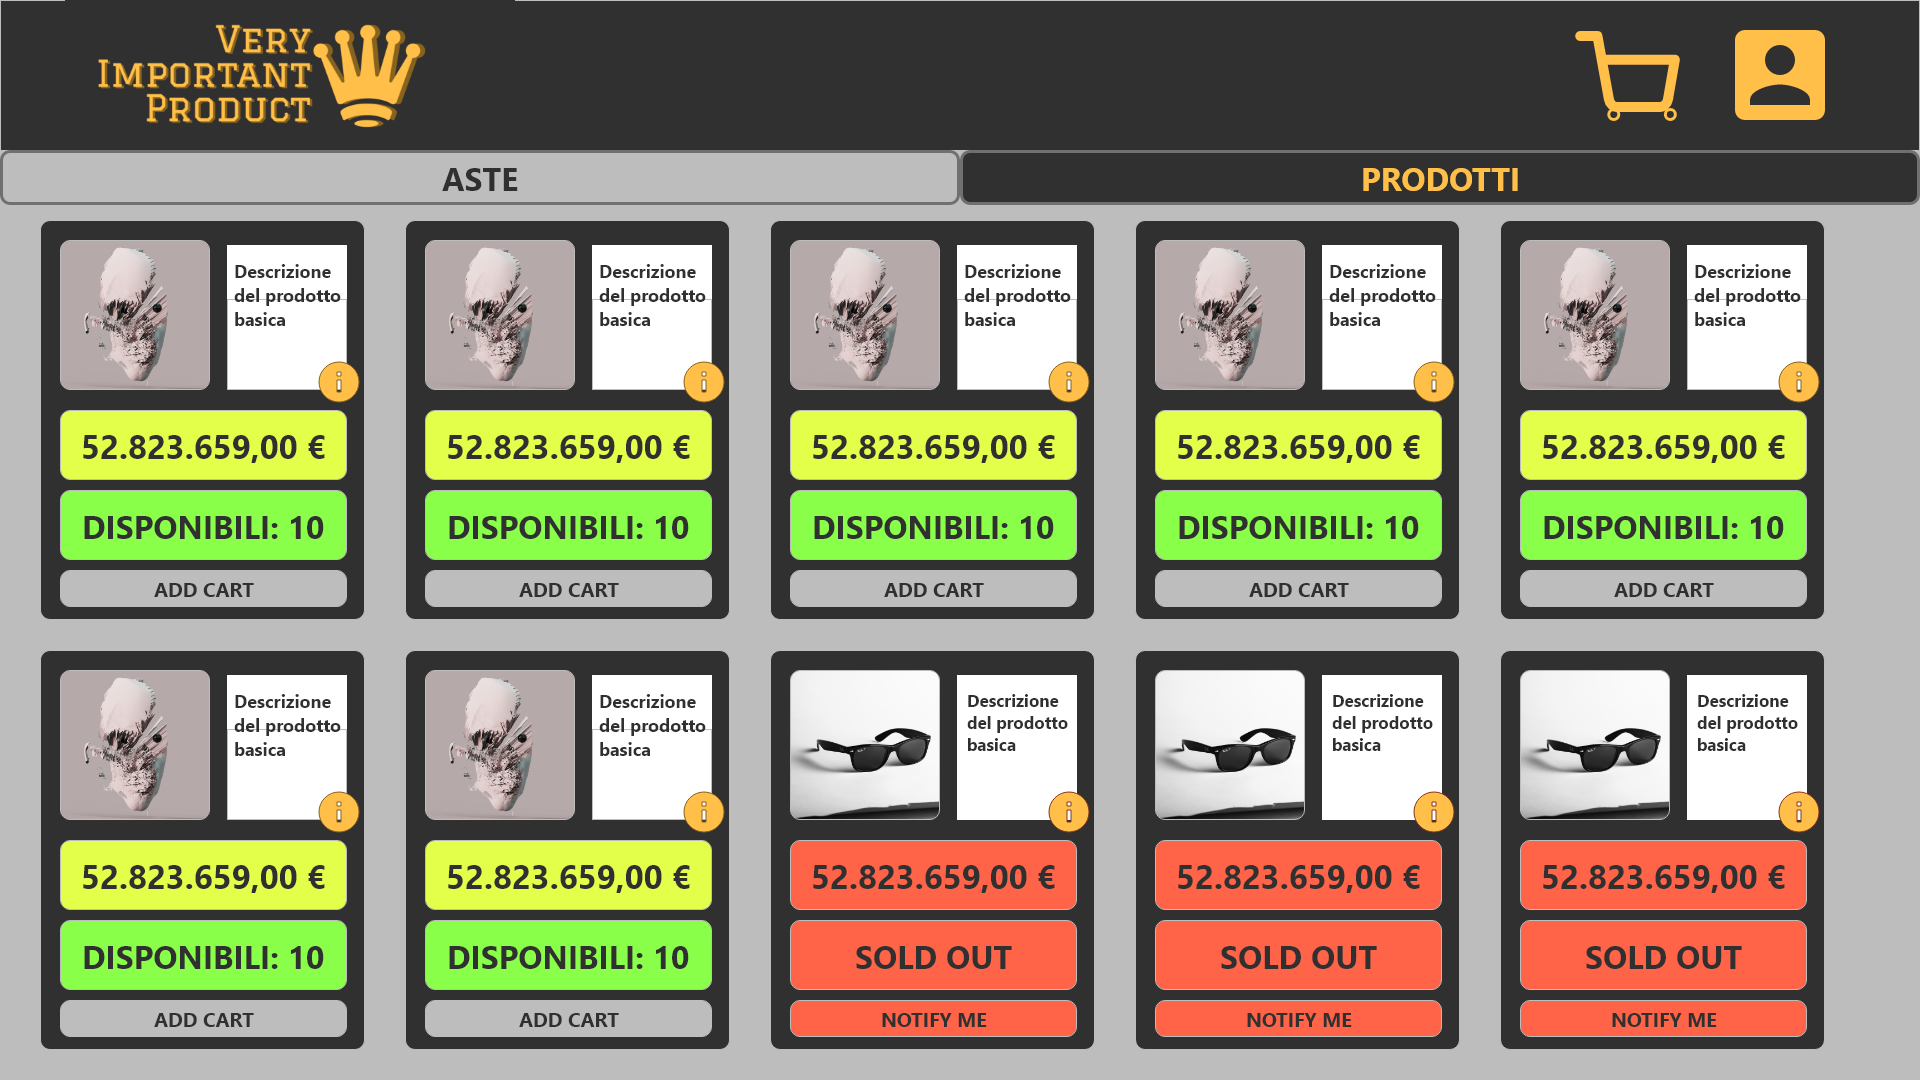 VERY
IMPORTANT
PRODUCT
ASTE
PRODOTTI
Descrizione
del prodotto
basica
52.823.659,00 €
DISPONIBILI: 10
ADD CART
Descrizione
del prodotto
basica
52.823.659,00 €
DISPONIBILI: 10
ADD CART
Descrizione
del prodotto
basica
52.823.659,00 €
DISPONIBILI: 10
ADD CART
Descrizione
del prodotto
basica
52.823.659,00 €
DISPONIBILI: 10
ADD CART
Descrizione
del prodotto
basica
52.823.659,00 €
DISPONIBILI: 10
ADD CART
Descrizione
del prodotto
basica
52.823.659,00 €
DISPONIBILI: 10
ADD CART
Descrizione
del prodotto
basica
52.823.659,00 €
DISPONIBILI: 10
ADD CART
Descrizione
del prodotto
basica
52.823.659,00 €
SOLD OUT
NOTIFY ME
Descrizione
del prodotto
basica
52.823.659,00 €
SOLD OUT
NOTIFY ME
Descrizione
del prodotto
basica
52.823.659,00 €
SOLD OUT
NOTIFY ME